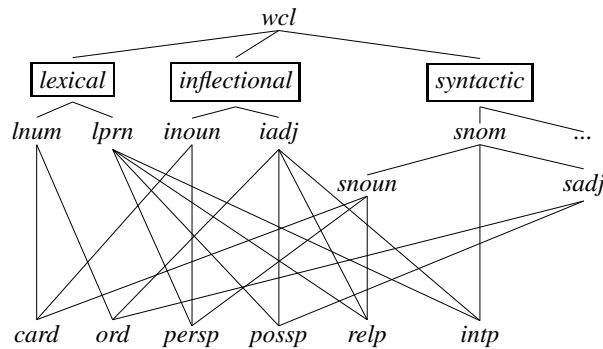 wcl
lexical inflectional syntactic
lnum lprn inoun iadj snom ...
snoun sadj
card ord persp possp relp intp